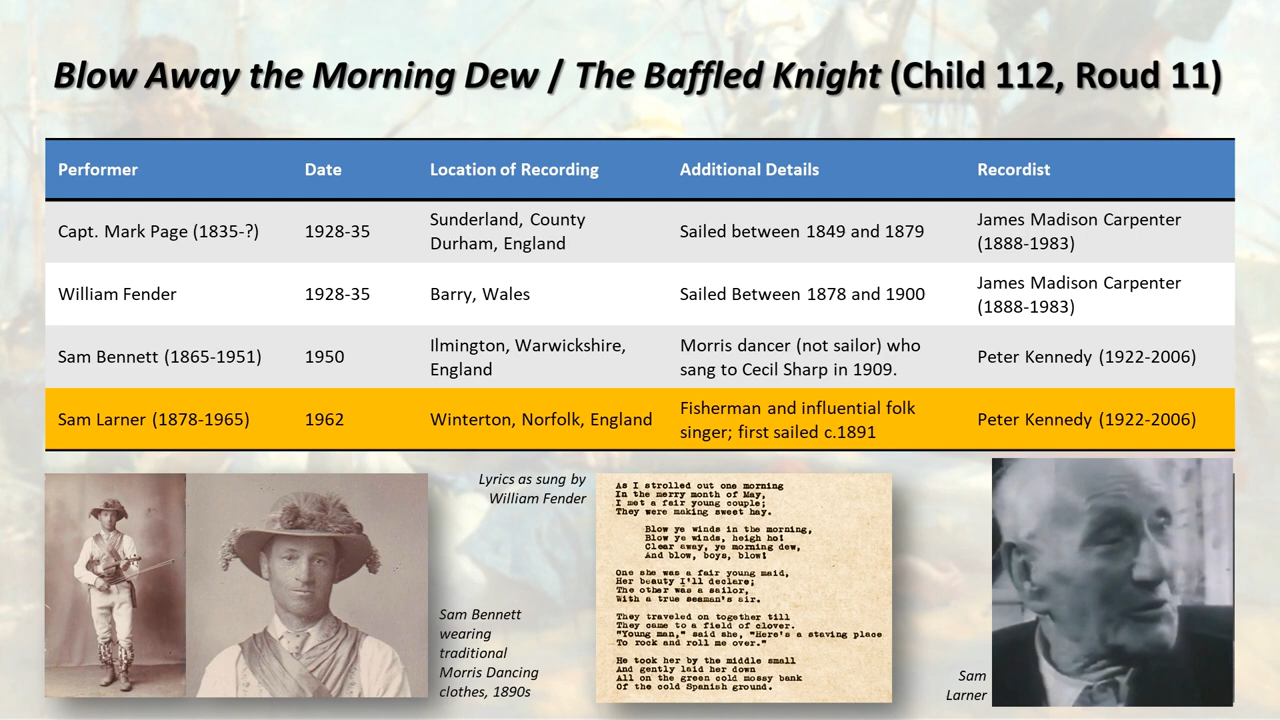 Blow Away the Morning Dew / The Baffled Knight (Child 112, Roud 11)
Performer
Date
Location of Recording
Additional Details
Recordist
Capt. Mark Page (1835-?)
1928-35
Sunderland, County
Durham, England
Sailed between 1849 and 1879
James Madison Carpenter
(1888-1983)
William Fender
1928-35
Barry, Wales
Sailed Between 1878 and 1900
James Madison Carpenter
(1888-1983)
Sam Bennett (1865-1951)
1950
Ilmington, Warwickshire,
England
Morris dancer (not sailor) who
sang to Cecil Sharp in 1909.
Peter Kennedy (1922-2006)
Sam Larner (1878-1965)
1962
Winterton, Norfolk, England
Fisherman and influential folk
singer; first sailed c.1891
Peter Kennedy (1922-2006)
Sam Bennett
wearing
traditional
Morris Dancing
clothes, 1890s
Lyrics as sung by
William Fender
As I strolled out one morning
In the merry month of May,
I met a fair young couple;
They were making sweet hay.
Blow ye winds in the morning,
Blow ye winds, heigh ho!
Clear away, ye morning dew,
And blow, boys, blow!
One she was a fair young maid,
Her beauty I'll declare;
The other was a sailor,
With a true seaman's air.
They traveled on together till
They came to a field of clover.
"Young man," said she, "Here's a staving place
To rock and roll me over."
He took her by the middle small
And gently laid her down
All on the green cold mossy bank
Of the cold Spanish ground.
Sam
Larner